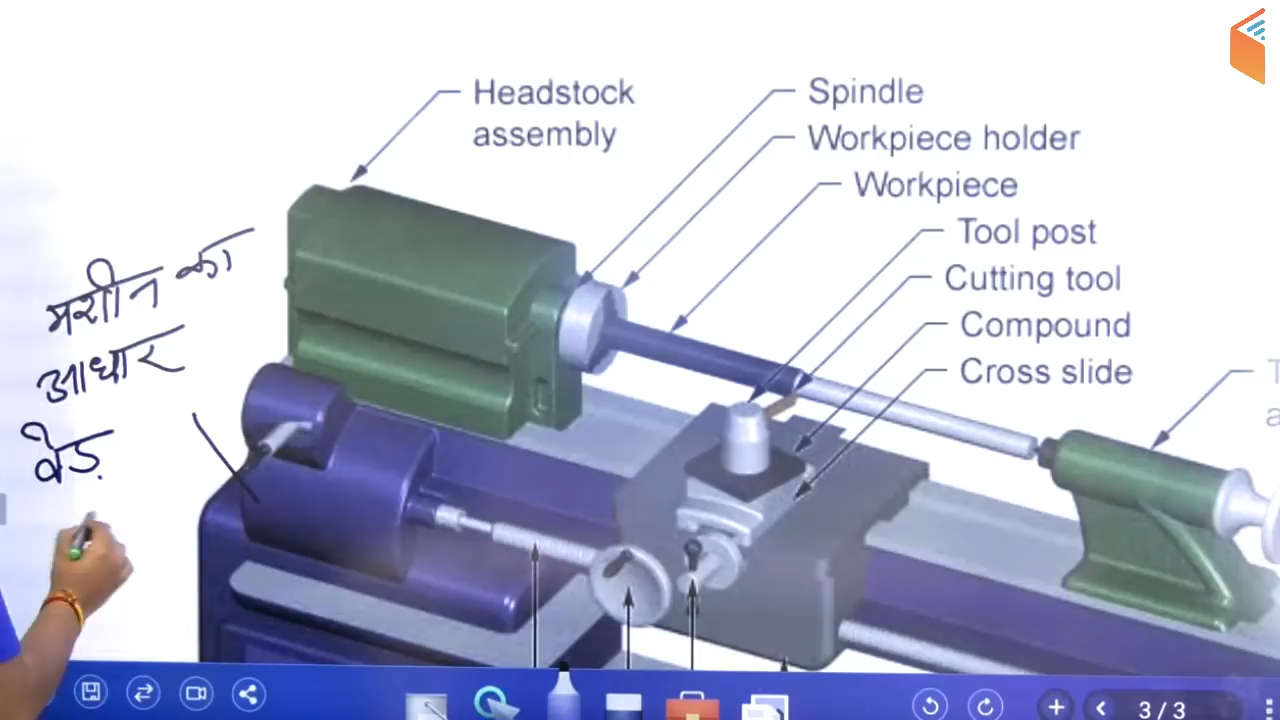 Headstock
assembly
Spindle
Workpiece holder
Workpiece
Tool post
Cutting tool
Compound
Cross slide
मशीन का
आधार
बेड
3 / 3